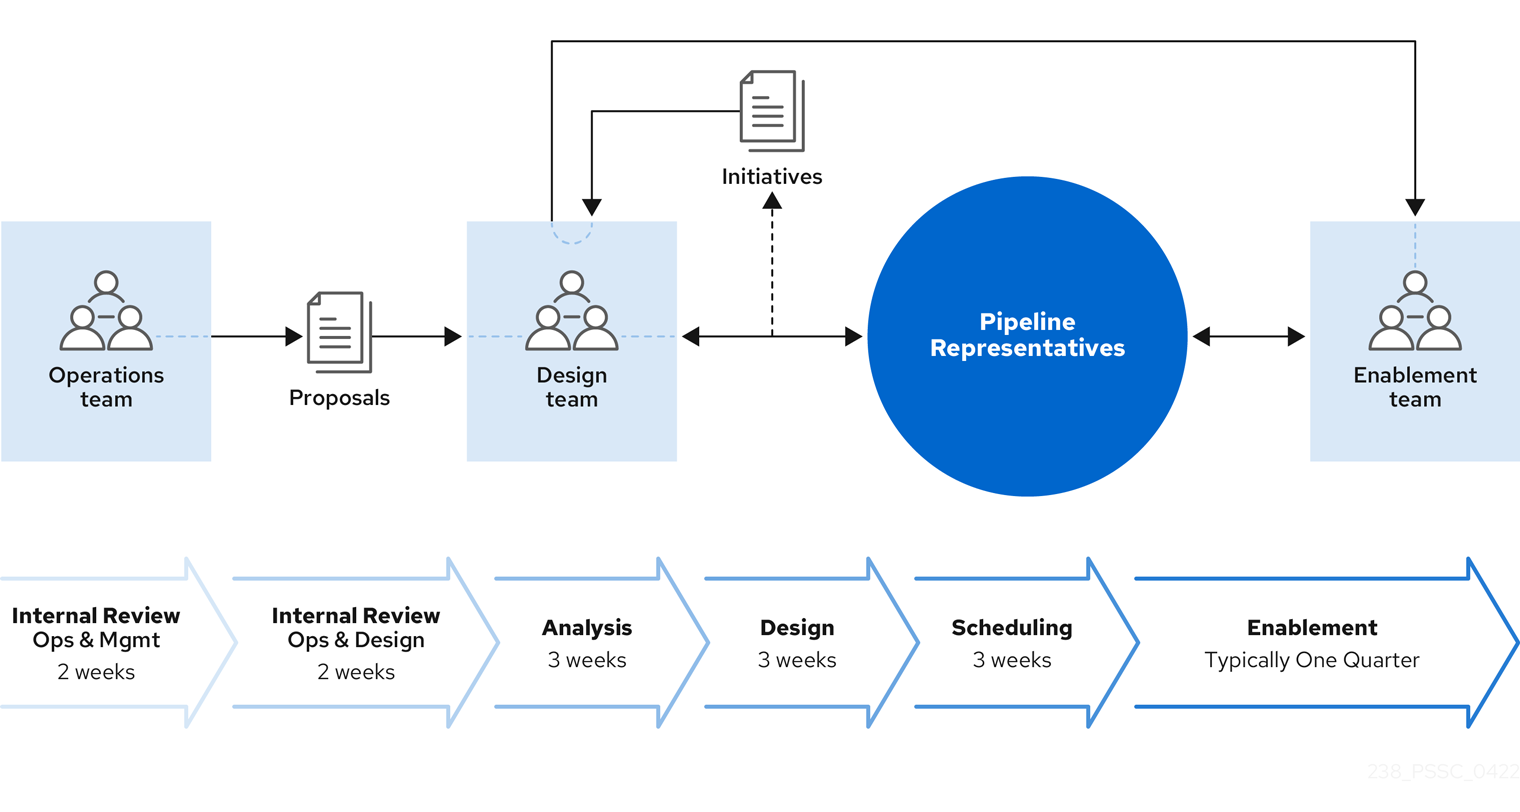 Initiatives
Operations
team
Proposals
Design
team
Pipeline
Representatives
Enablement
team
Internal Review
Ops & Mgmt
2 weeks
Internal Review
Ops & Design
2 weeks
Analysis
3 weeks
Design
3 weeks
Scheduling
3 weeks
Enablement
Typically One Quarter
238_PSSC_0422